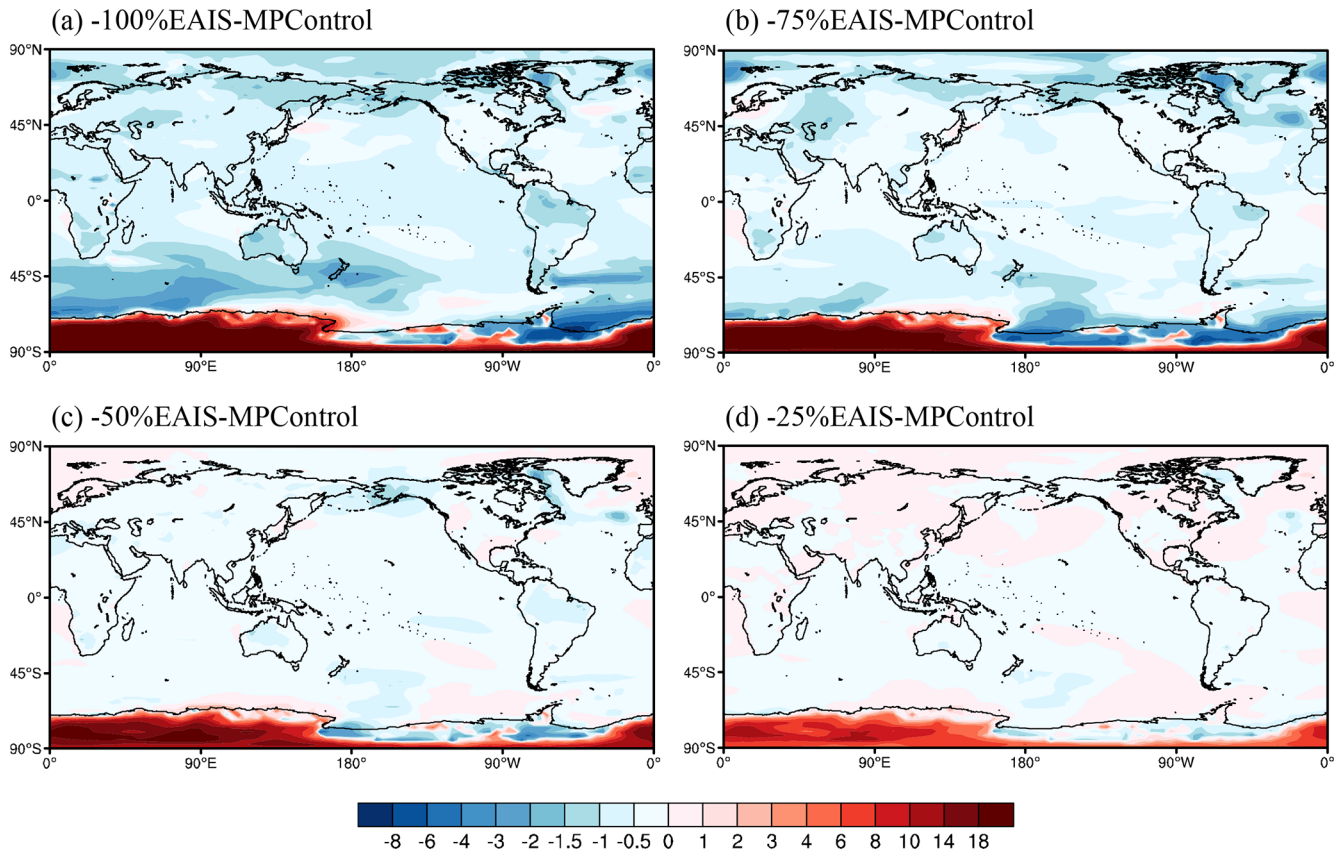 (a) -100%EAIS-MPControl
(b) -75%EAIS-MPControl
90°N
45°N
0°
45°S
90°S
0° 90°E 180° 90°W 0°
90°N
45°N
0°
45°S
90°S
0° 90°E 180° 90°W 0°
(c) -50%EAIS-MPControl
(d) -25%EAIS-MPControl
90°N
45°N
0°
45°S
90°S
0° 90°E 180° 90°W 0°
90°N
45°N
0°
45°S
90°S
0° 90°E 180° 90°W 0°
-8 -6 -4 -3 -2 -1.5 -1 -0.5 0 1 2 3 4 6 8 10 14 18